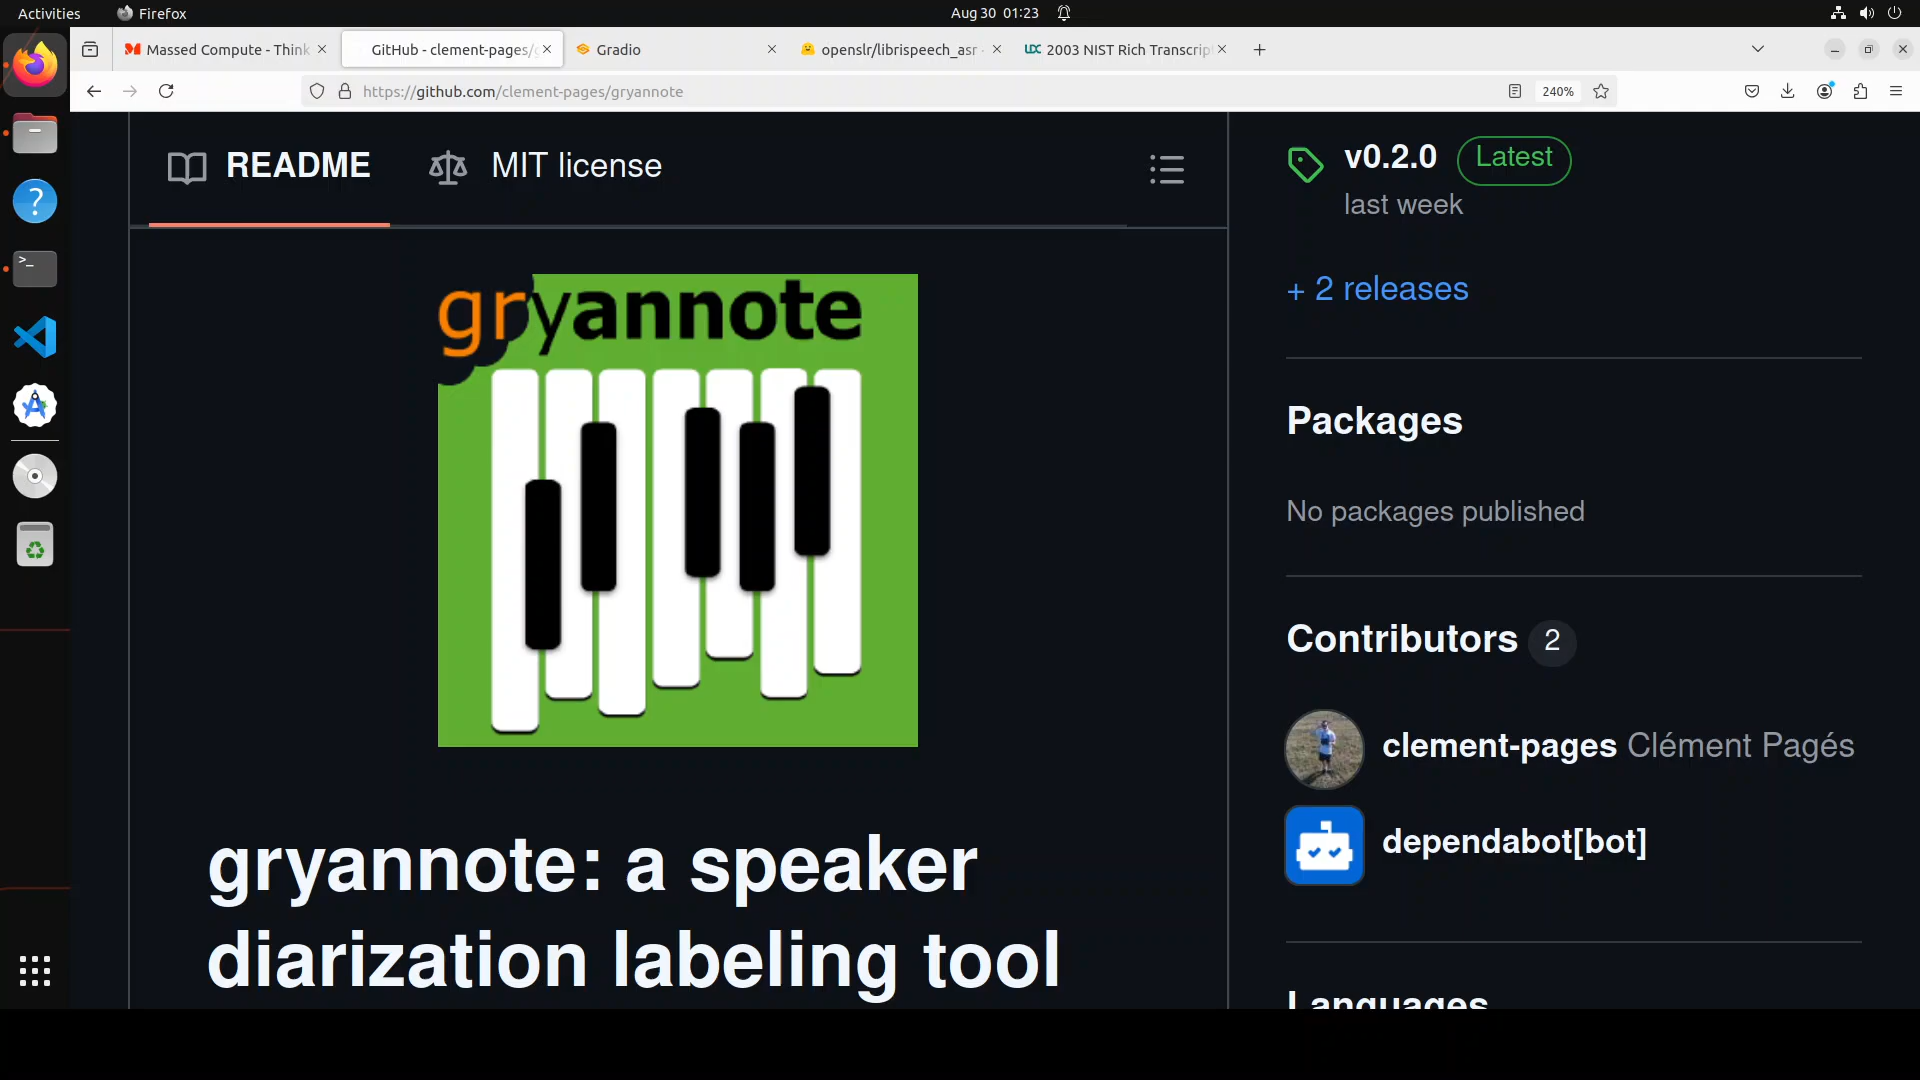 Activities
Firefox
Aug 30 01:23
Massed Compute - Think
GitHub - clement-pages/g
Gradio
openslr/librispeech_asr -
LDC 2003 NIST Rich Transcrip
https://github.com/clement-pages/gryannote
240%
README
MIT license
v0.2.0
Latest
last week
+ 2 releases
gryannote
Packages
No packages published
Contributors 2
clement-pages Clément Pagés
dependabot[bot]
gryannote: a speaker
diarization labeling tool
Languages